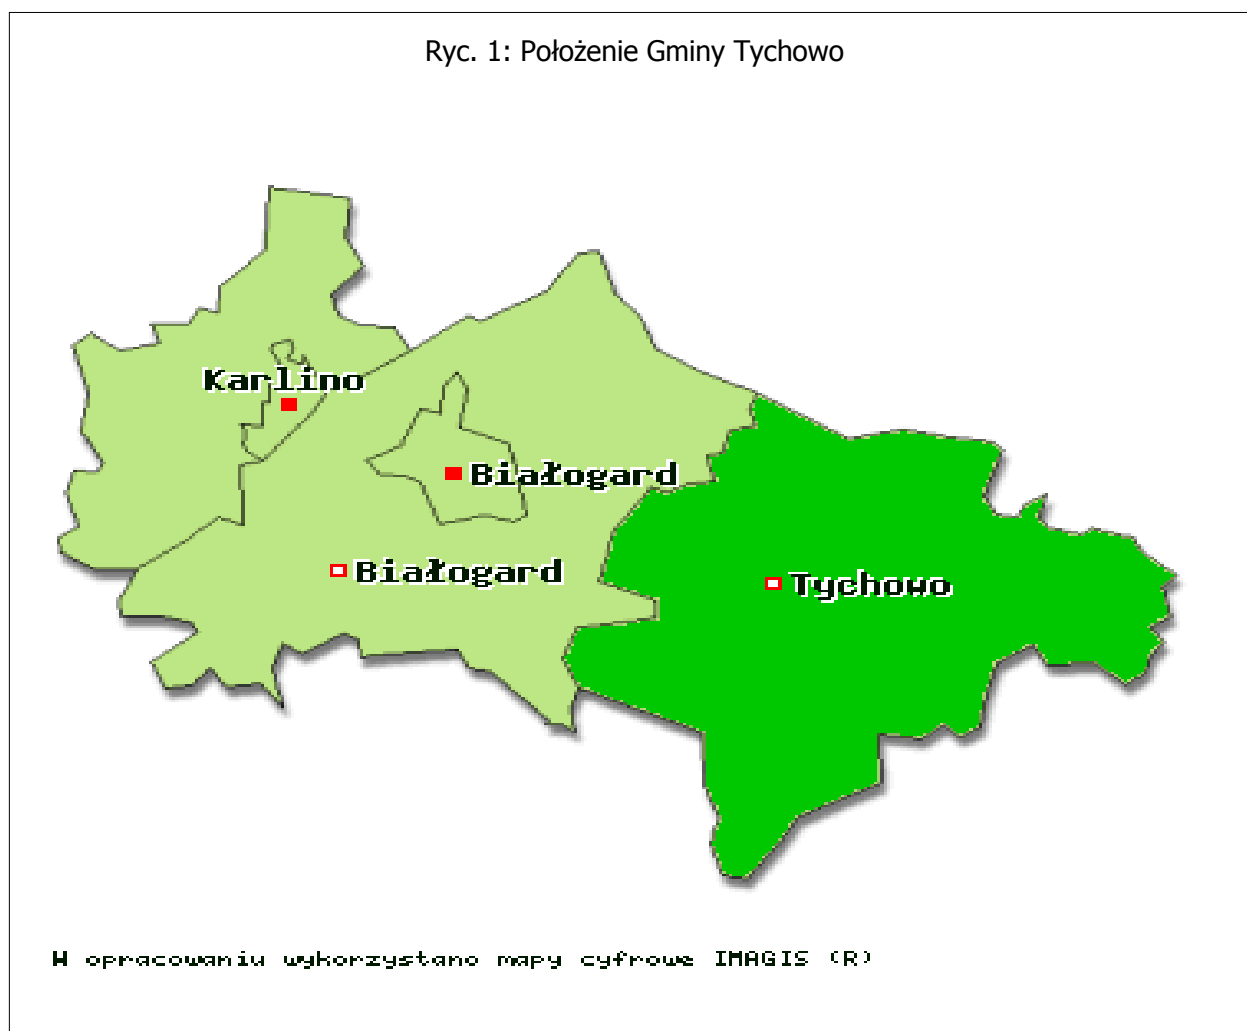 Ryc. 1: Położenie Gminy Tychowo
Karlino
Białogard
Białogard
Tychowo
W opracowaniu wykorzystano mapy cyfrowe IMAGIS (R)